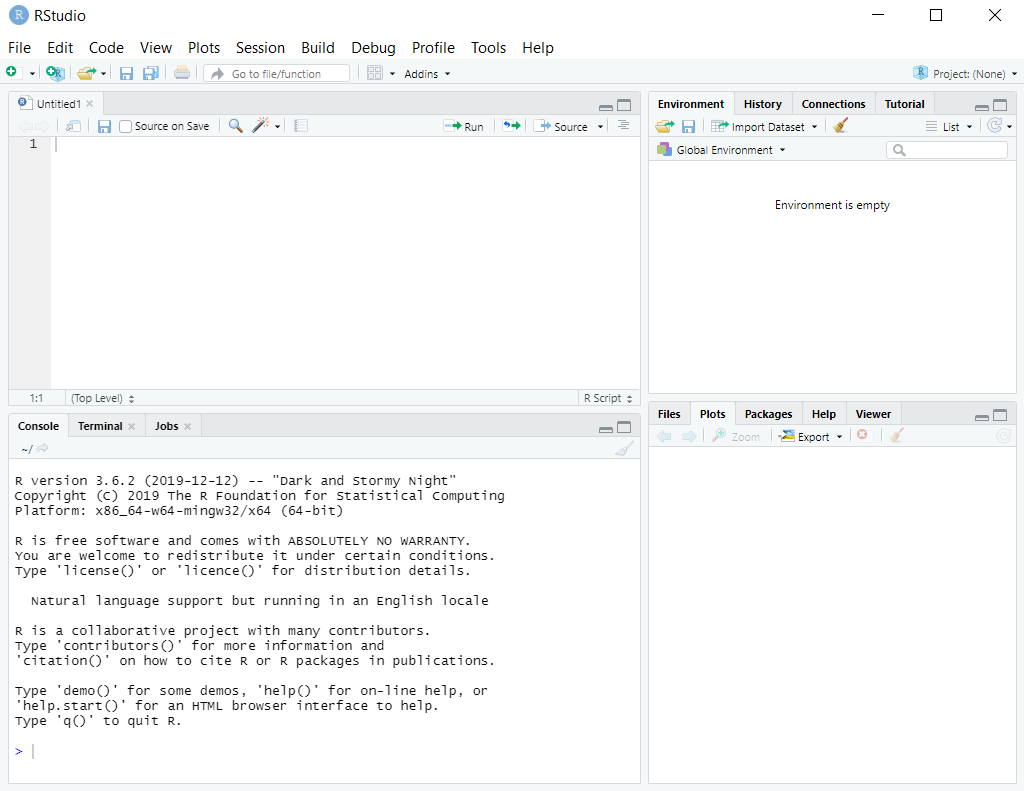 RStudio
File Edit Code View Plots Session Build Debug Profile Tools Help
Go to file/function Addins Project: (None)
Untitled1
Source on Save Run Source
1
1:1 (Top Level) R Script
Console Terminal Jobs
~/
R version 3.6.2 (2019-12-12) -- "Dark and Stormy Night"
Copyright (C) 2019 The R Foundation for Statistical Computing
Platform: x86_64-w64-mingw32/x64 (64-bit)
R is free software and comes with ABSOLUTELY NO WARRANTY.
You are welcome to redistribute it under certain conditions.
Type 'license()' or 'licence()' for distribution details.
Natural language support but running in an English locale
R is a collaborative project with many contributors.
Type 'contributors()' for more information and
'citation()' on how to cite R or R packages in publications.
Type 'demo()' for some demos, 'help()' for on-line help, or
'help.start()' for an HTML browser interface to help.
Type 'q()' to quit R.
>
Environment History Connections Tutorial
Import Dataset List
Global Environment
Environment is empty
Files Plots Packages Help Viewer
Zoom Export